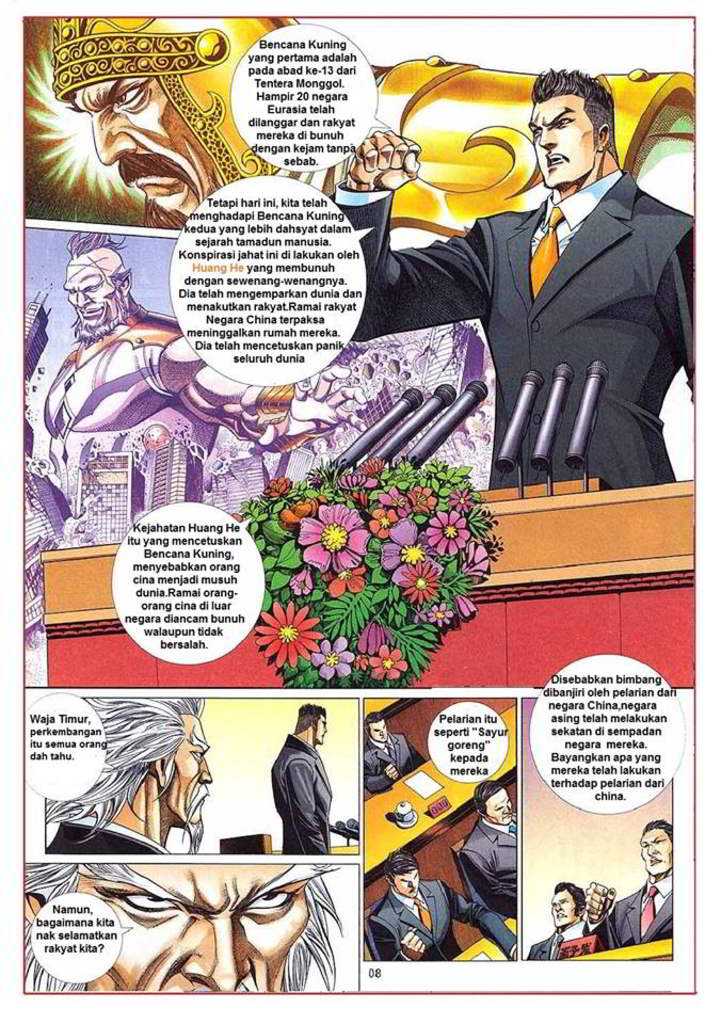 Bencana Kuning
yang pertama adalah
pada abad ke-13 dari
Tentera Monggol.
Hampir 20 negara
Eurasia telah
dilanggar dan rakyat
mereka di bunuh
dengan kejam tanpa
sebab.
Tetapi hari ini, kita telah
menghadapi Bencana Kuning
kedua yang lebih dahsyat dalam
sejarah tamadun manusia.
Konspirasi jahat ini di lakukan oleh
Huang He yang membunuh
dengan sewenang-wenangnya.
Dia telah mengemparkan dunia dan
menakutkan rakyat.Ramai rakyat
Negara China terpaksa
meninggalkan rumah mereka.
Dia telah mencetuskan panik
seluruh dunia
Kejahatan Huang He
itu yang mencetuskan
Bencana Kuning,
menyebabkan orang
cina menjadi musuh
dunia.Ramai orang-
orang cina di luar
negara diancam bunuh
walaupun tidak
bersalah.
Waja Timur,
perkembangan
itu semua orang
dah tahu.
Pelarian itu
seperti "Sayur
goreng"
kepada
mereka
Disebabkan bimbang
dibanjiri oleh pelarian dari
negara China,negara
asing telah melakukan
sekatan di sempadan
negara mereka.
Bayangkan apa yang
mereka telah lakukan
terhadap pelarian dari
china.
Namun,
bagaimana kita
nak selamatkan
rakyat kita?
08